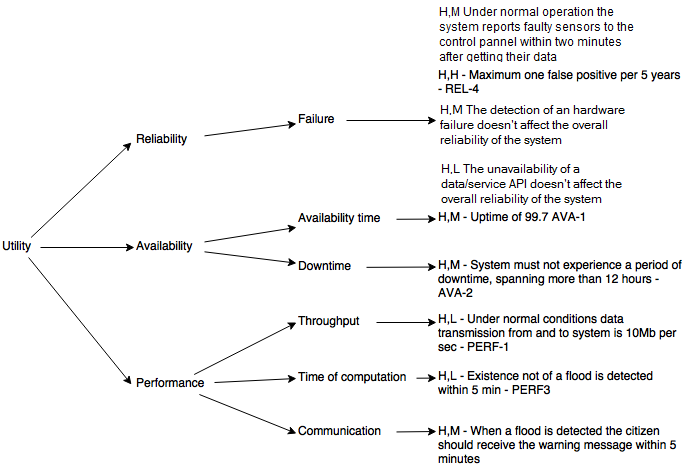 H,M Under normal operation the
system reports faulty sensors to the
control pannel within two minutes
after getting their data
H,H - Maximum one false positive per 5 years
- REL-4
Failure
H,M The detection of an hardware
failure doesn't affect the overall
reliability of the system
Reliability
H,L The unavailability of a
data/service API doesn't affect the
overall reliability of the system
Availability time
H,M - Uptime of 99.7 AVA-1
Utility
Availability
Downtime
H,M - System must not experience a period of
downtime, spanning more than 12 hours -
AVA-2
Throughput
H,L - Under normal conditions data
transmission from and to system is 10Mb per
sec - PERF-1
Performance
Time of computation
H,L - Existence not of a flood is detected
within 5 min - PERF3
Communication
H,M - When a flood is detected the citizen
should receive the warning message within 5
minutes